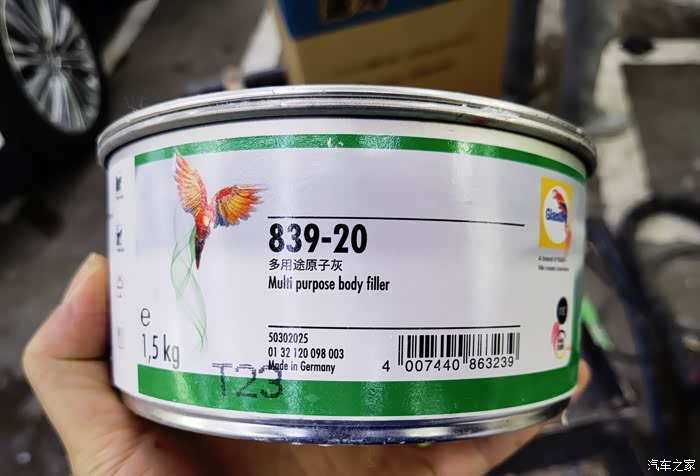 839-20
多用途原子灰
Multi purpose body filler
50302025
01 32 120 098 003
Made in Germany
4 007440 863239
e
1,5 kg
T23
汽车之家